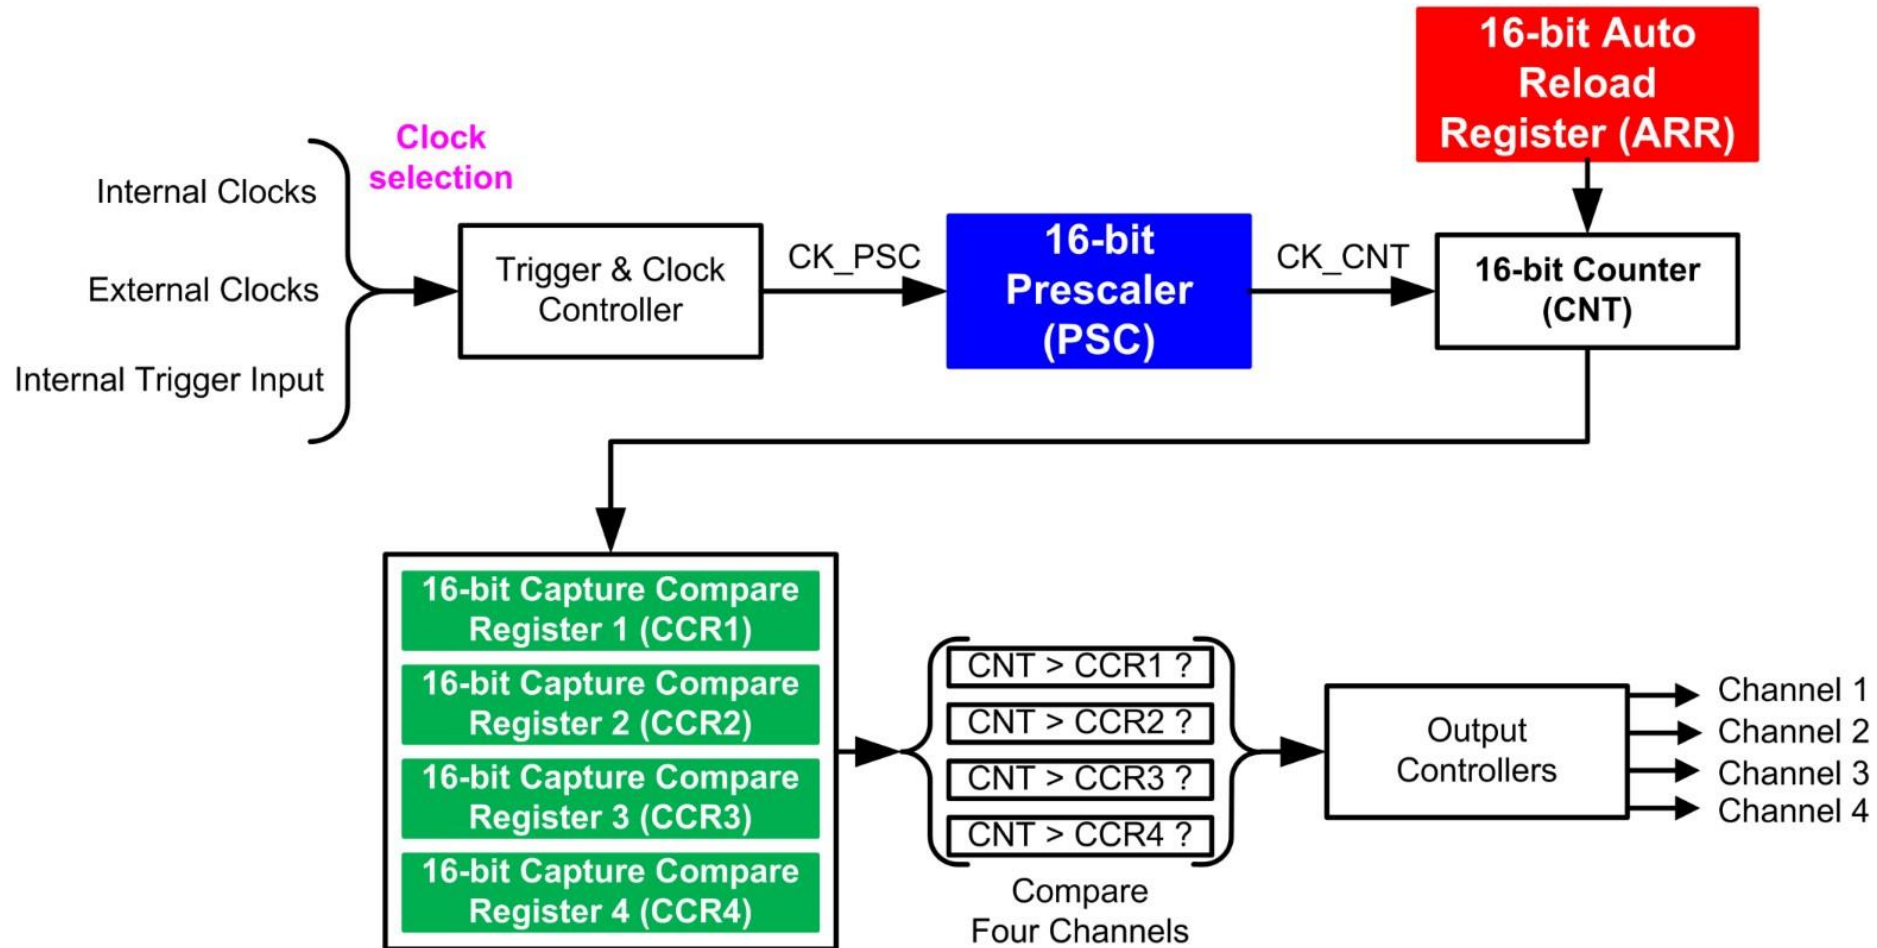 16-bit Auto
Reload
Register (ARR)
Clock
selection
Internal Clocks
External Clocks
Internal Trigger Input
Trigger & Clock
Controller
CK_PSC
16-bit
Prescaler
(PSC)
CK_CNT
16-bit Counter
(CNT)
16-bit Capture Compare
Register 1 (CCR1)
16-bit Capture Compare
Register 2 (CCR2)
16-bit Capture Compare
Register 3 (CCR3)
16-bit Capture Compare
Register 4 (CCR4)
CNT > CCR1 ?
CNT > CCR2 ?
CNT > CCR3 ?
CNT > CCR4 ?
Compare
Four Channels
Output
Controllers
Channel 1
Channel 2
Channel 3
Channel 4